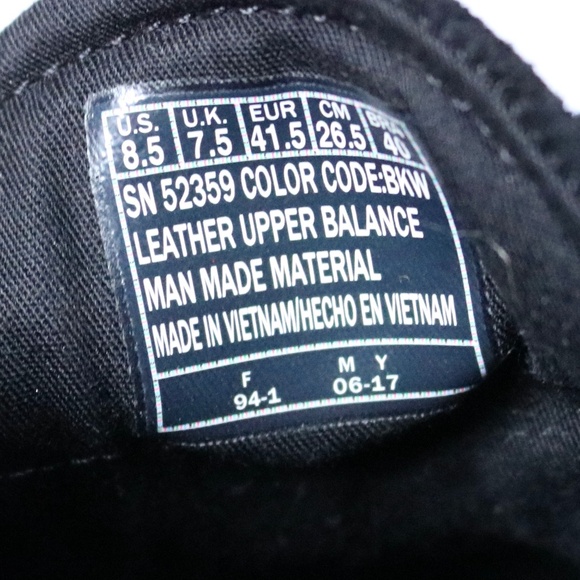 U.S. U.K. EUR CM BRA
8.5 7.5 41.5 26.5 40
SN 52359 COLOR CODE:BKW
LEATHER UPPER BALANCE
MAN MADE MATERIAL
MADE IN VIETNAM/HECHO EN VIETNAM
F M Y
94-1 06-17